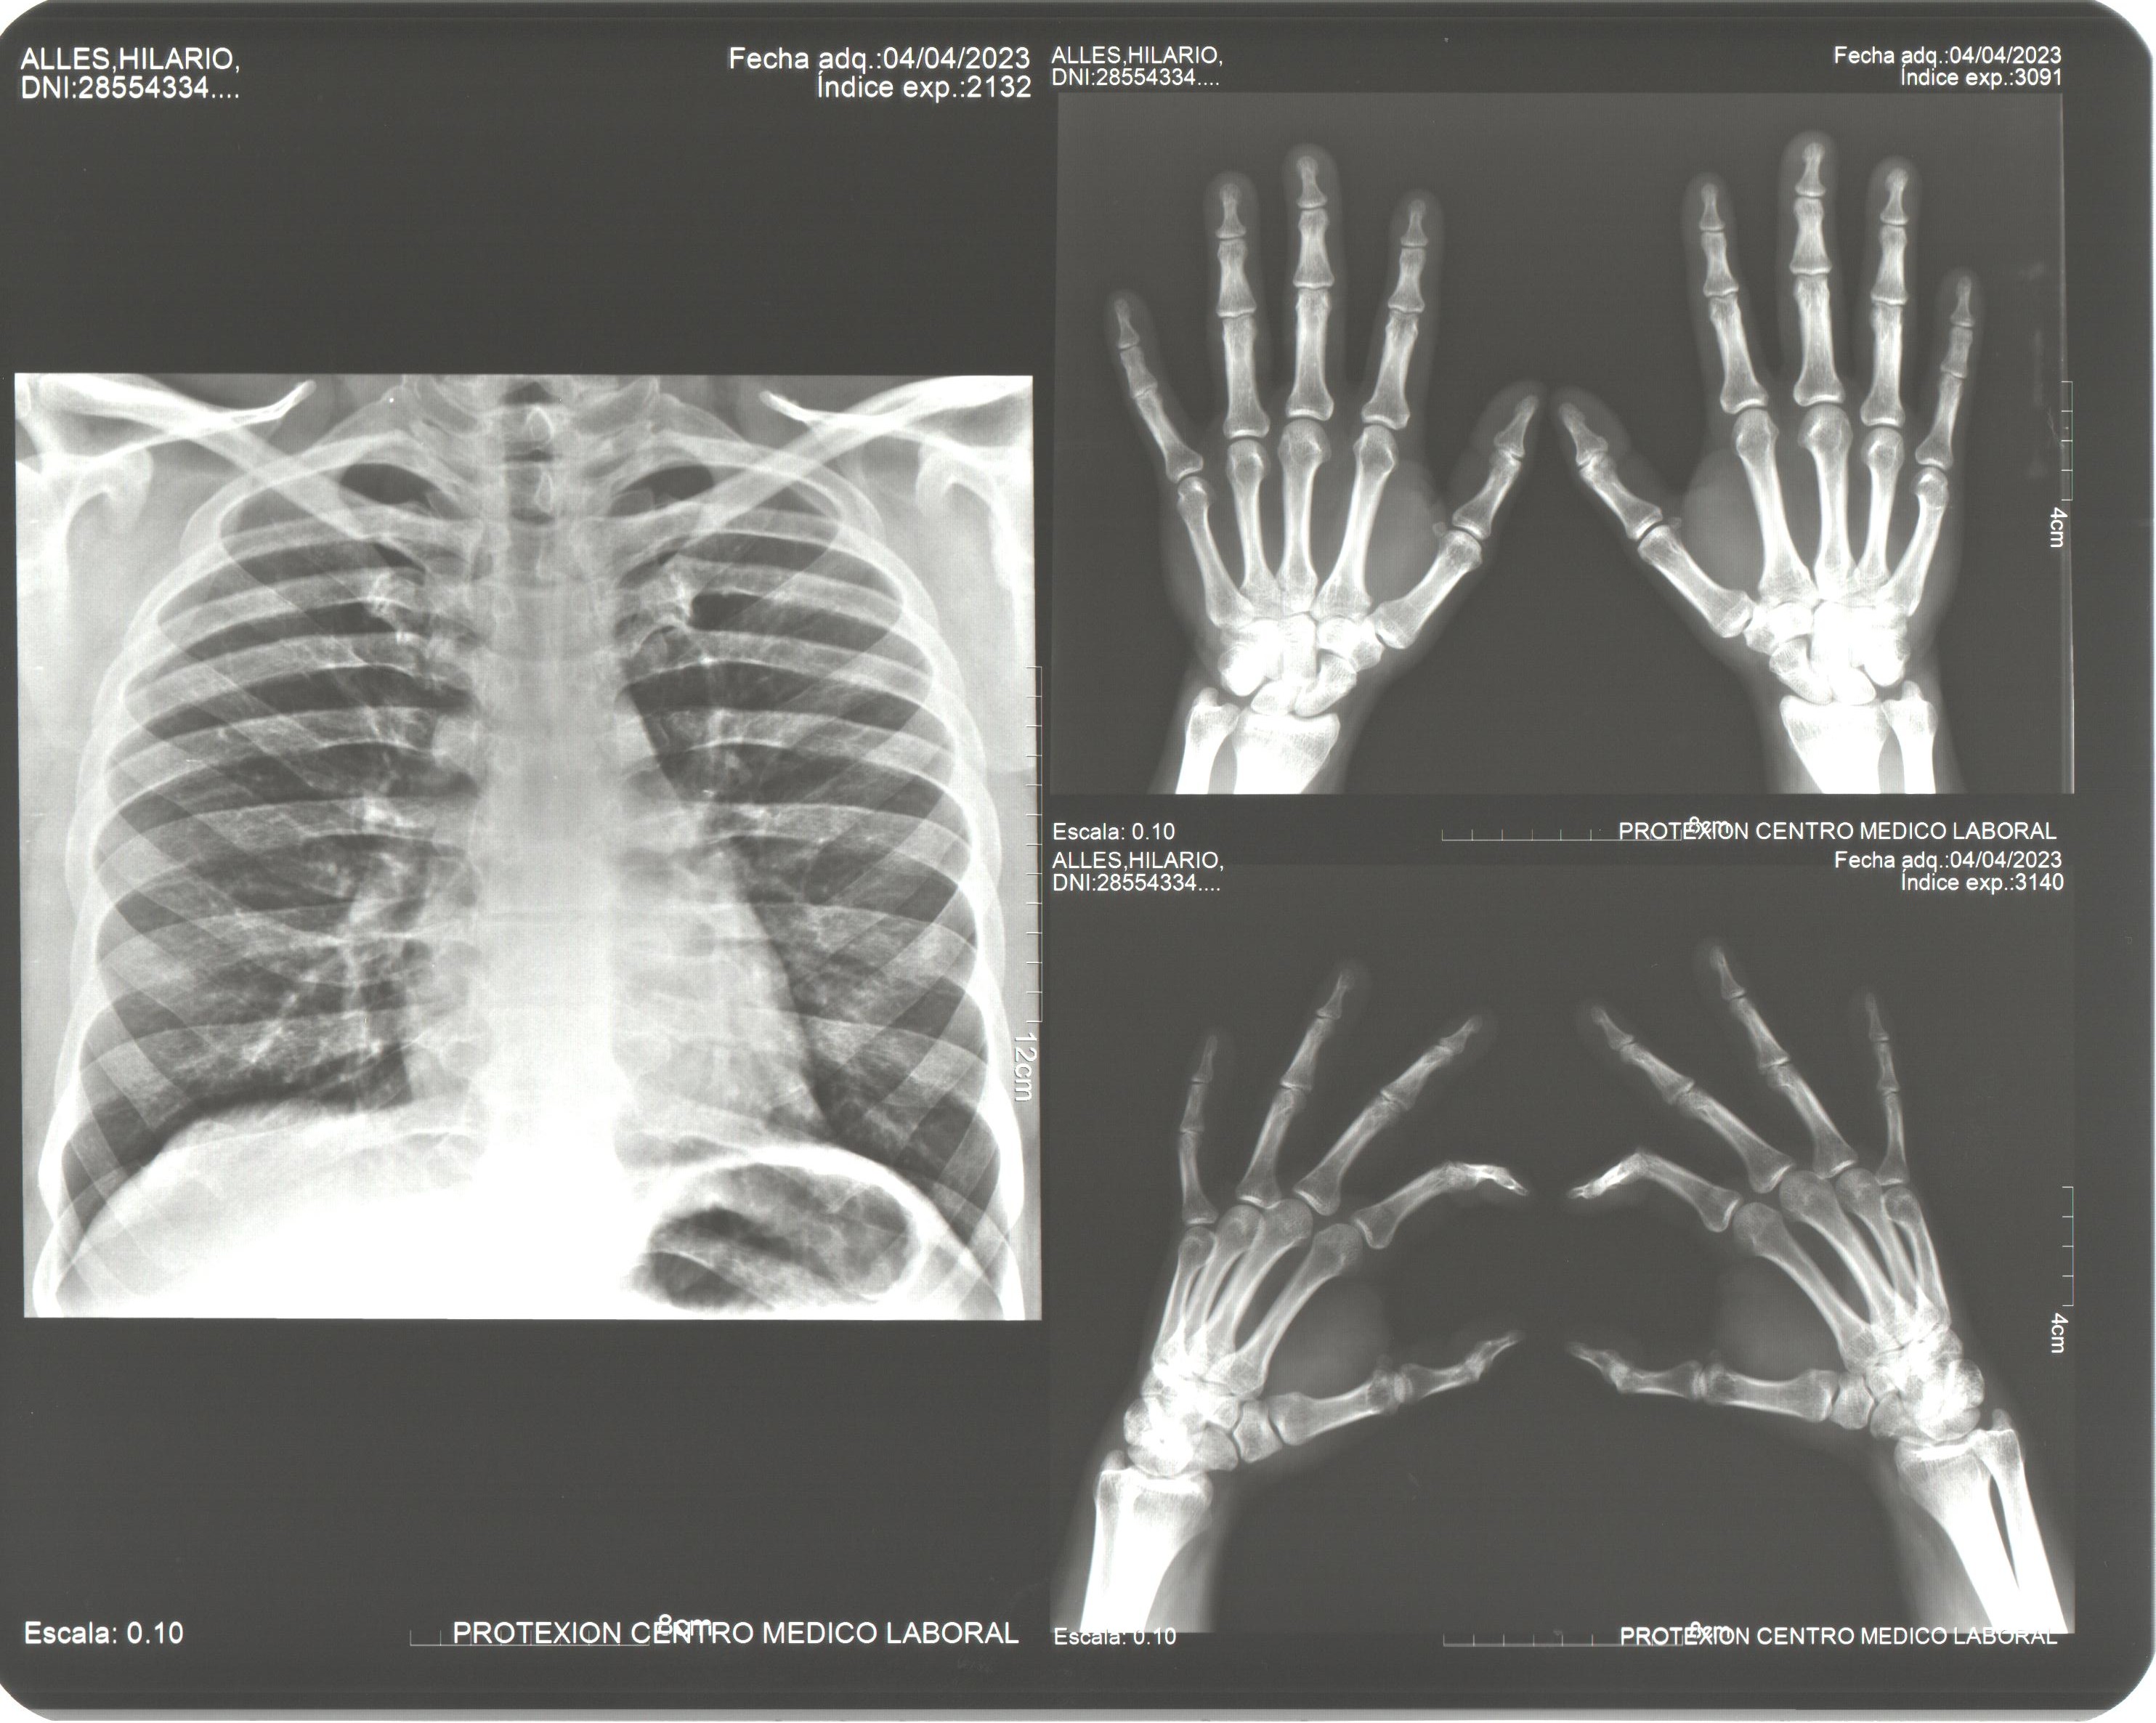 ALLES,HILARIO,
DNI:28554334....
Fecha adq.:04/04/2023
Índice exp.:2132
12cm
Escala: 0.10
8cm
PROTEXION CENTRO MEDICO LABORAL
ALLES,HILARIO,
DNI:28554334....
Fecha adq.:04/04/2023
Índice exp.:3091
4cm
Escala: 0.10
8cm
PROTEXION CENTRO MEDICO LABORAL
ALLES,HILARIO,
DNI:28554334....
Fecha adq.:04/04/2023
Índice exp.:3140
4cm
Escala: 0.10
8cm
PROTEXION CENTRO MEDICO LABORAL